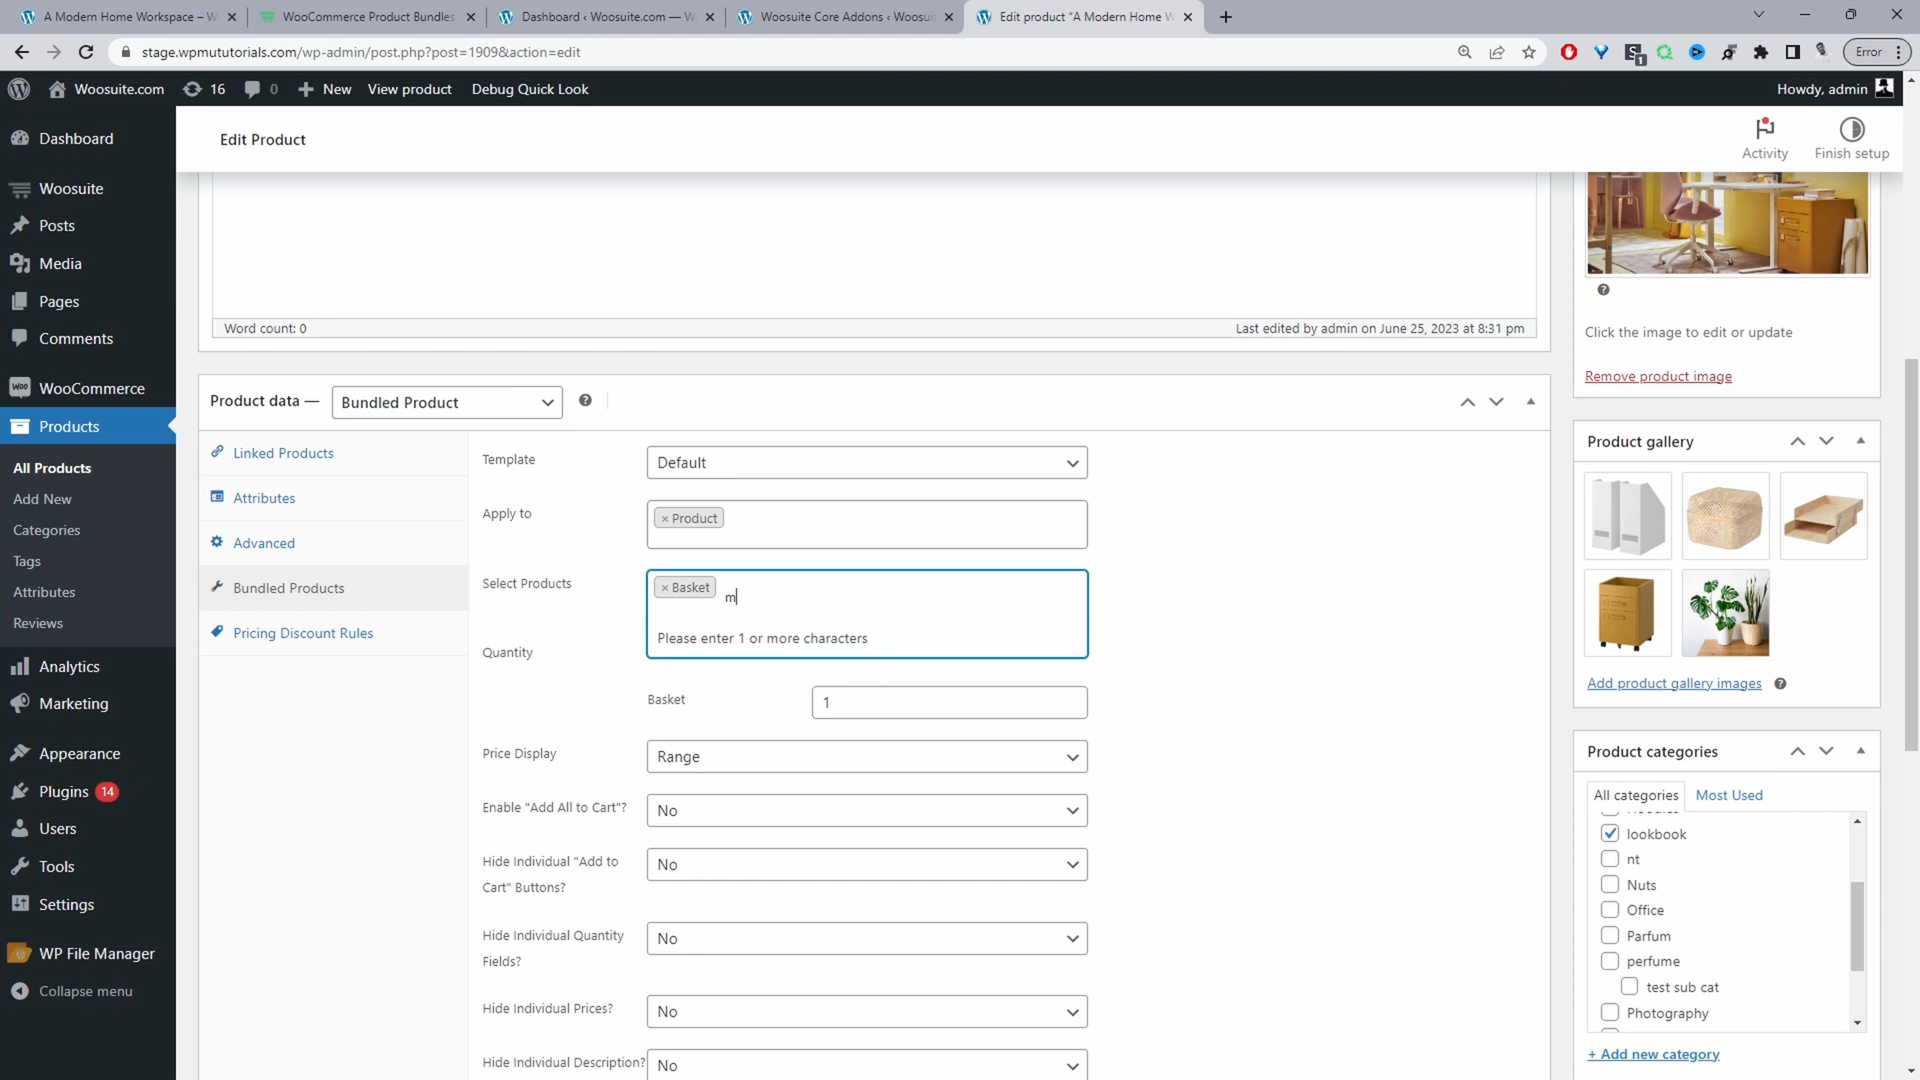 A Modern Home Workspace – W
WooCommerce Product Bundles
Dashboard ‹ Woosuite.com — W
Woosuite Core Addons ‹ Woosui
Edit product "A Modern Home W
stage.wpmututorials.com/wp-admin/post.php?post=1909&action=edit
1
Error
Woosuite.com
16
0
New
View product
Debug Quick Look
Howdy, admin
Dashboard
Woosuite
Posts
Media
Pages
Comments
WooCommerce
Products
All Products
Add New
Categories
Tags
Attributes
Reviews
Analytics
Marketing
Appearance
Plugins 14
Users
Tools
Settings
WP File Manager
Collapse menu
Edit Product
Activity
Finish setup
Word count: 0
Last edited by admin on June 25, 2023 at 8:31 pm
Product data —
Bundled Product
Linked Products
Attributes
Advanced
Bundled Products
Pricing Discount Rules
Template
Default
Apply to
× Product
Select Products
× Basket
m
Please enter 1 or more characters
Quantity
Basket
1
Price Display
Range
Enable "Add All to Cart"?
No
Hide Individual "Add to
Cart" Buttons?
No
Hide Individual Quantity
Fields?
No
Hide Individual Prices?
No
Hide Individual Description?
No
Click the image to edit or update
Remove product image
Product gallery
Add product gallery images
Product categories
All categories
Most Used
lookbook
nt
Nuts
Office
Parfum
perfume
test sub cat
Photography
+ Add new category